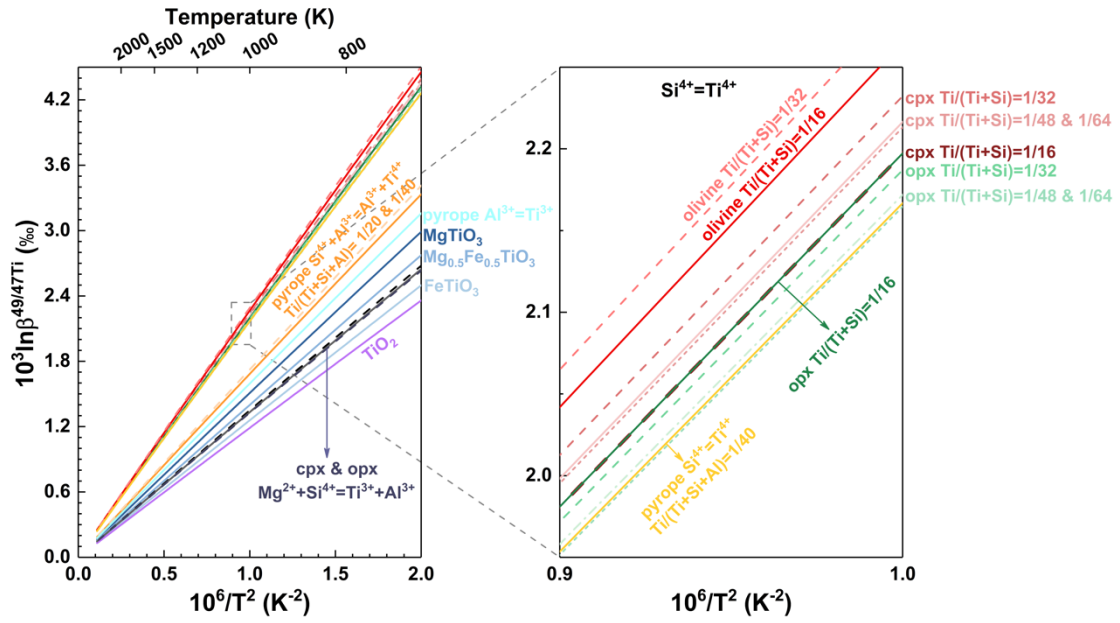 Temperature (K)
2000 1500 1200 1000 800
10³lnβ⁴⁹/⁴⁷Ti (‰)
4.2
3.6
3.0
2.4
1.8
1.2
0.6
0.0
0.0 0.5 1.0 1.5 2.0
10⁶/T² (K⁻²)
pyrope Si⁴⁺+Al³⁺=Al³⁺+Ti⁴⁺
Ti/(Ti+Si+Al)= 1/20 & 1/40
pyrope Al³⁺=Ti³⁺
MgTiO₃
Mg₀.₅Fe₀.₅TiO₃
FeTiO₃
TiO₂
cpx & opx
Mg²⁺+Si⁴⁺=Ti³⁺+Al³⁺
Si⁴⁺=Ti⁴⁺
2.2
2.1
2.0
0.9 1.0
10⁶/T² (K⁻²)
olivine Ti/(Ti+Si)=1/32
olivine Ti/(Ti+Si)=1/16
opx Ti/(Ti+Si)=1/16
pyrope Si⁴⁺=Ti⁴⁺
Ti/(Ti+Si+Al)=1/40
cpx Ti/(Ti+Si)=1/32
cpx Ti/(Ti+Si)=1/48 & 1/64
cpx Ti/(Ti+Si)=1/16
opx Ti/(Ti+Si)=1/32
opx Ti/(Ti+Si)=1/48 & 1/64